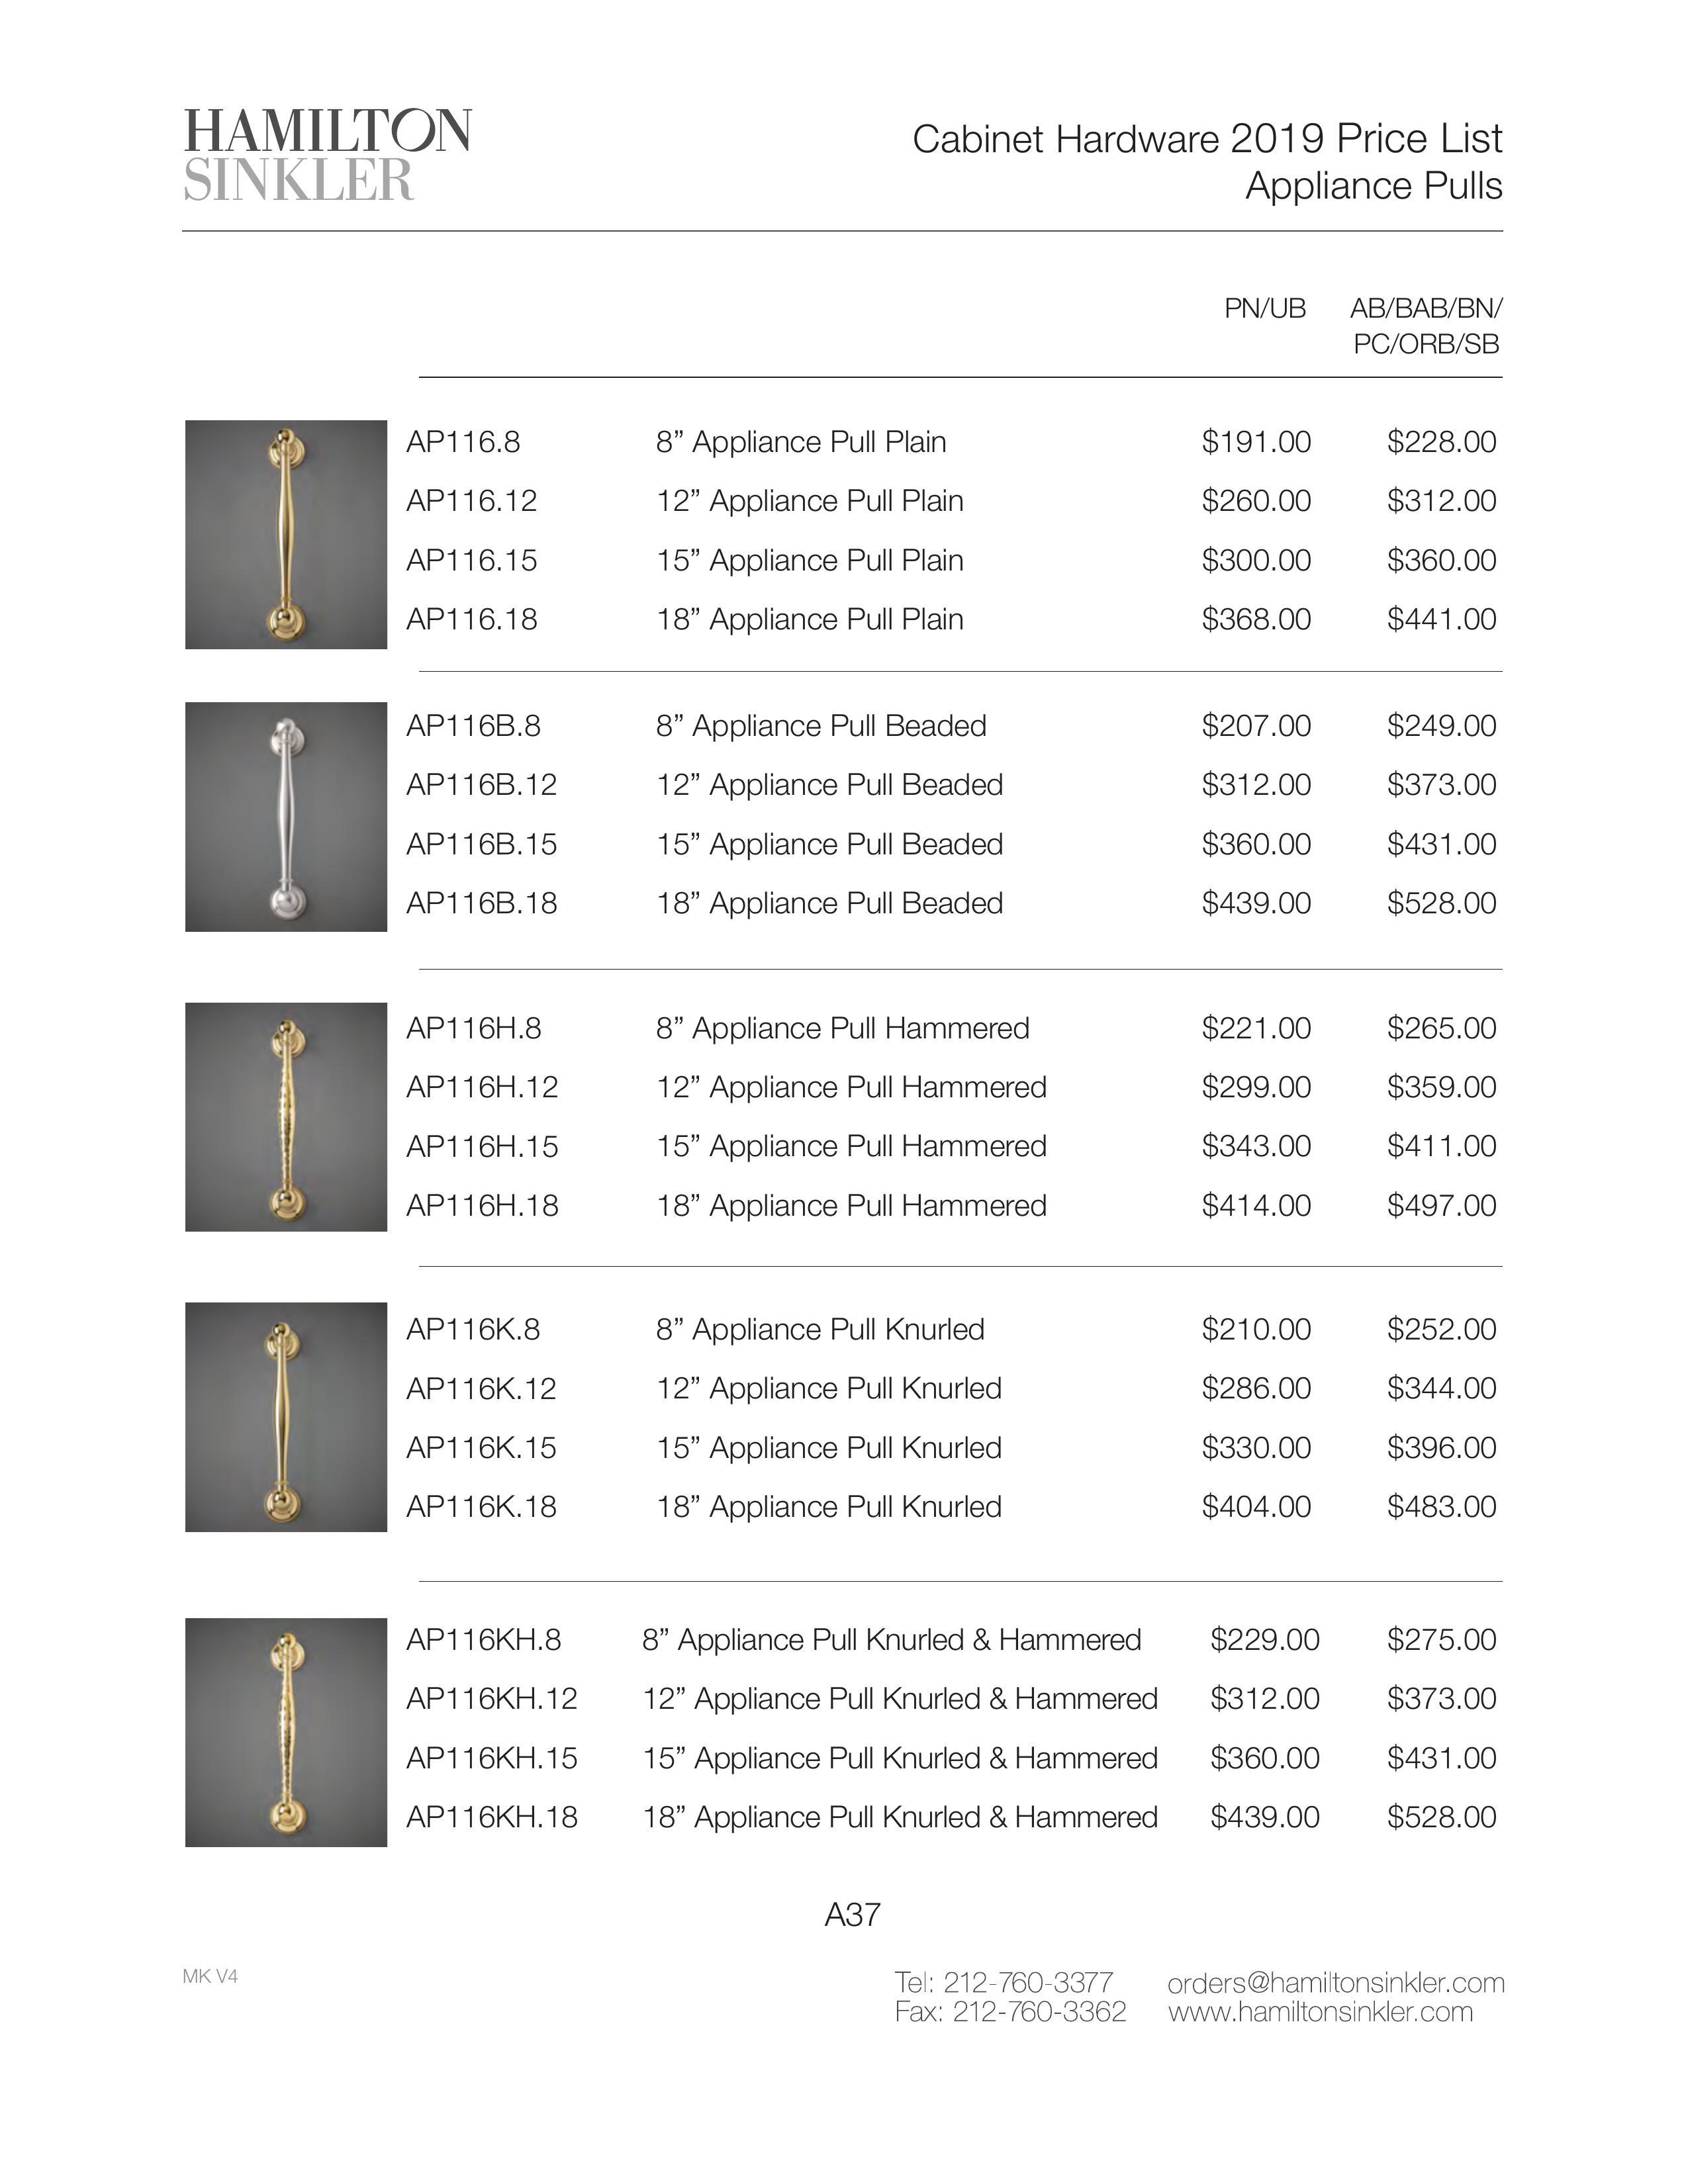 HAMILTON
SINKLER
Cabinet Hardware 2019 Price List
Appliance Pulls
PN/UB AB/BAB/BN/
PC/ORB/SB
AP116.8 8” Appliance Pull Plain $191.00 $228.00
AP116.12 12” Appliance Pull Plain $260.00 $312.00
AP116.15 15” Appliance Pull Plain $300.00 $360.00
AP116.18 18” Appliance Pull Plain $368.00 $441.00
AP116B.8 8” Appliance Pull Beaded $207.00 $249.00
AP116B.12 12” Appliance Pull Beaded $312.00 $373.00
AP116B.15 15” Appliance Pull Beaded $360.00 $431.00
AP116B.18 18” Appliance Pull Beaded $439.00 $528.00
AP116H.8 8” Appliance Pull Hammered $221.00 $265.00
AP116H.12 12” Appliance Pull Hammered $299.00 $359.00
AP116H.15 15” Appliance Pull Hammered $343.00 $411.00
AP116H.18 18” Appliance Pull Hammered $414.00 $497.00
AP116K.8 8” Appliance Pull Knurled $210.00 $252.00
AP116K.12 12” Appliance Pull Knurled $286.00 $344.00
AP116K.15 15” Appliance Pull Knurled $330.00 $396.00
AP116K.18 18” Appliance Pull Knurled $404.00 $483.00
AP116KH.8 8” Appliance Pull Knurled & Hammered $229.00 $275.00
AP116KH.12 12” Appliance Pull Knurled & Hammered $312.00 $373.00
AP116KH.15 15” Appliance Pull Knurled & Hammered $360.00 $431.00
AP116KH.18 18” Appliance Pull Knurled & Hammered $439.00 $528.00
A37
MK V4
Tel: 212-760-3377 orders@hamiltonsinkler.com
Fax: 212-760-3362 www.hamiltonsinkler.com